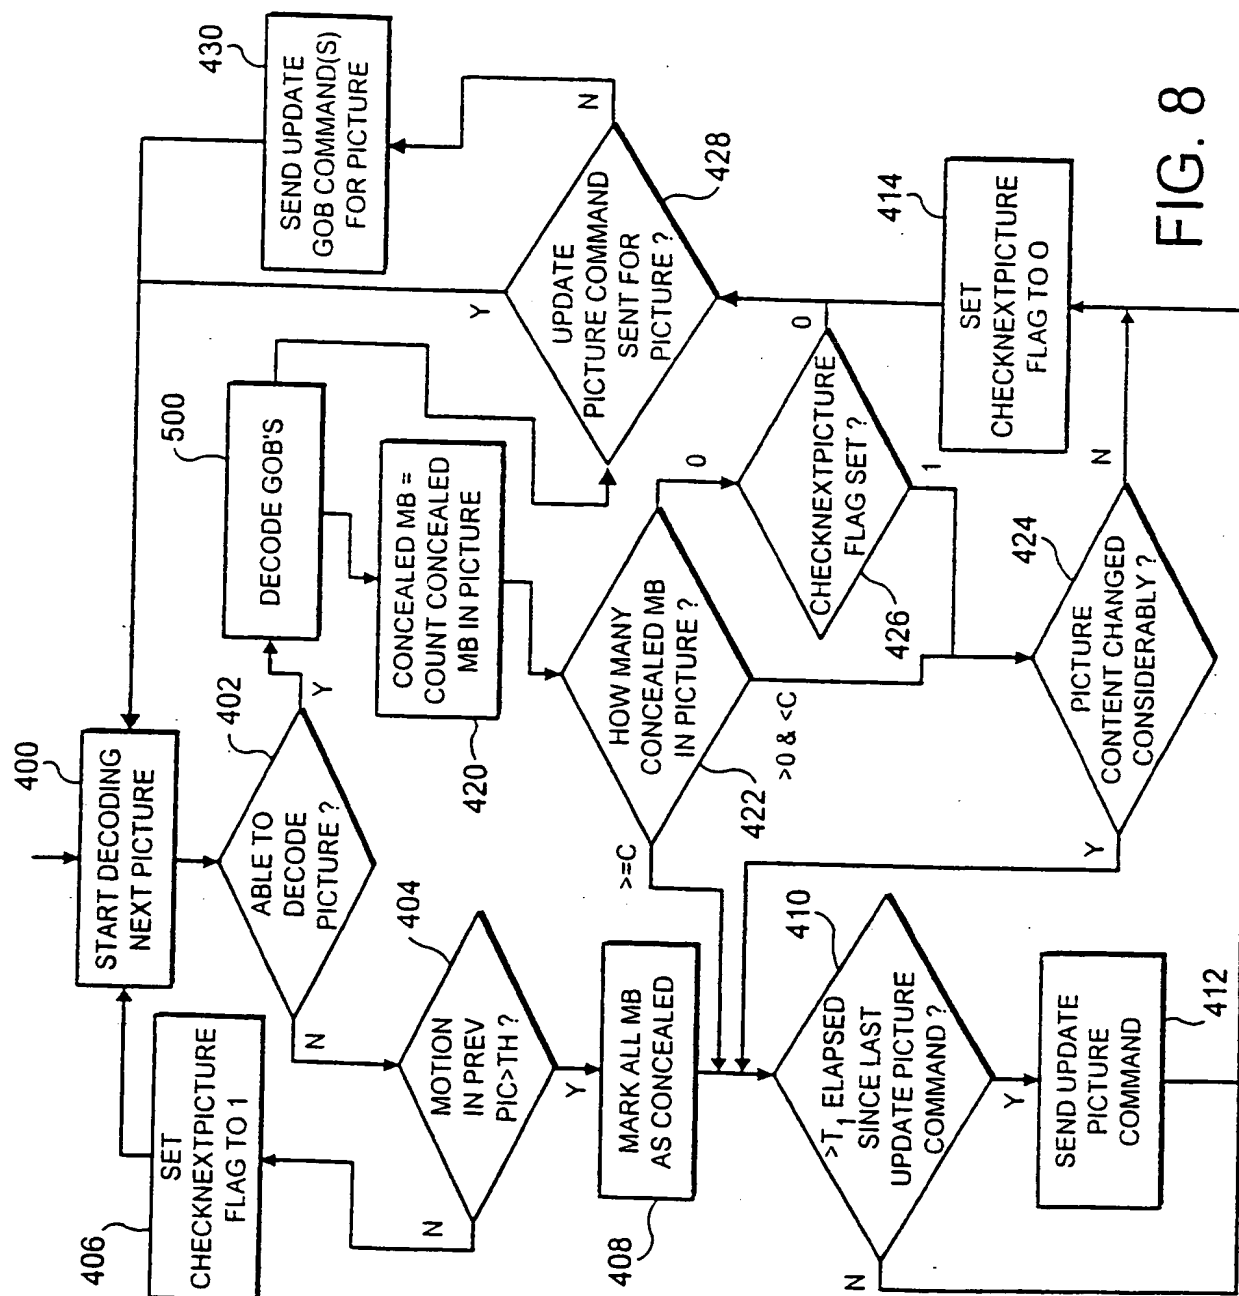 430
SEND UPDATE
GOB COMMAND(S)
FOR PICTURE
N
400
START DECODING
NEXT PICTURE
500
DECODE GOB'S
Y
UPDATE
PICTURE COMMAND
SENT FOR
PICTURE ?
428
406
SET
CHECKNEXTPICTURE
FLAG TO 1
402
ABLE TO
DECODE
PICTURE ?
Y
N
CONCEALED MB =
COUNT CONCEALED
MB IN PICTURE
420
404
MOTION
IN PREV
PIC>TH ?
N
Y
HOW MANY
CONCEALED MB
IN PICTURE ?
422
0
>=C
>0 & <C
CHECKNEXTPICTURE
FLAG SET ?
426
0
1
414
SET
CHECKNEXTPICTURE
FLAG TO 0
MARK ALL MB
AS CONCEALED
408
424
PICTURE
CONTENT CHANGED
CONSIDERABLY ?
Y
N
410
>T1 ELAPSED
SINCE LAST
UPDATE PICTURE
COMMAND ?
N
Y
412
SEND UPDATE
PICTURE
COMMAND
FIG. 8